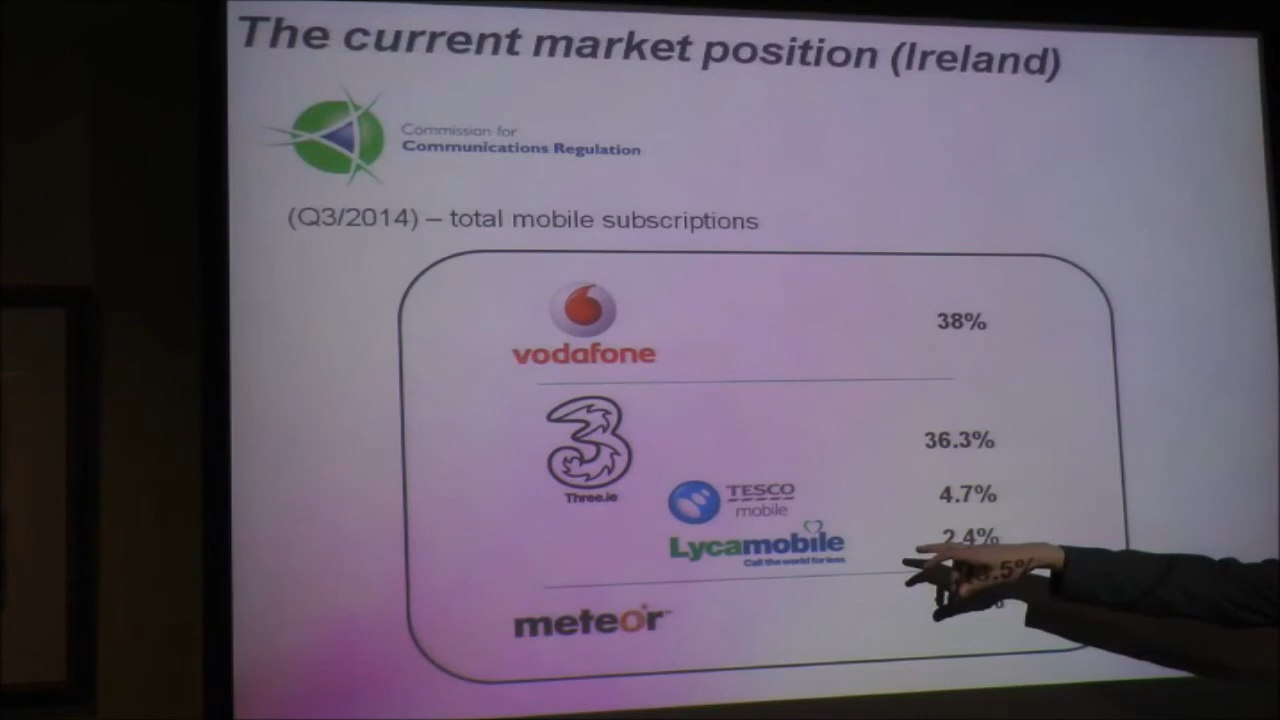 The current market position (Ireland)
Commission for
Communications Regulation
(Q3/2014) – total mobile subscriptions
vodafone
38%
3
Three.ie
36.3%
TESCO
mobile
4.7%
Lycamobile
Call the world for less
2.4%
meteor